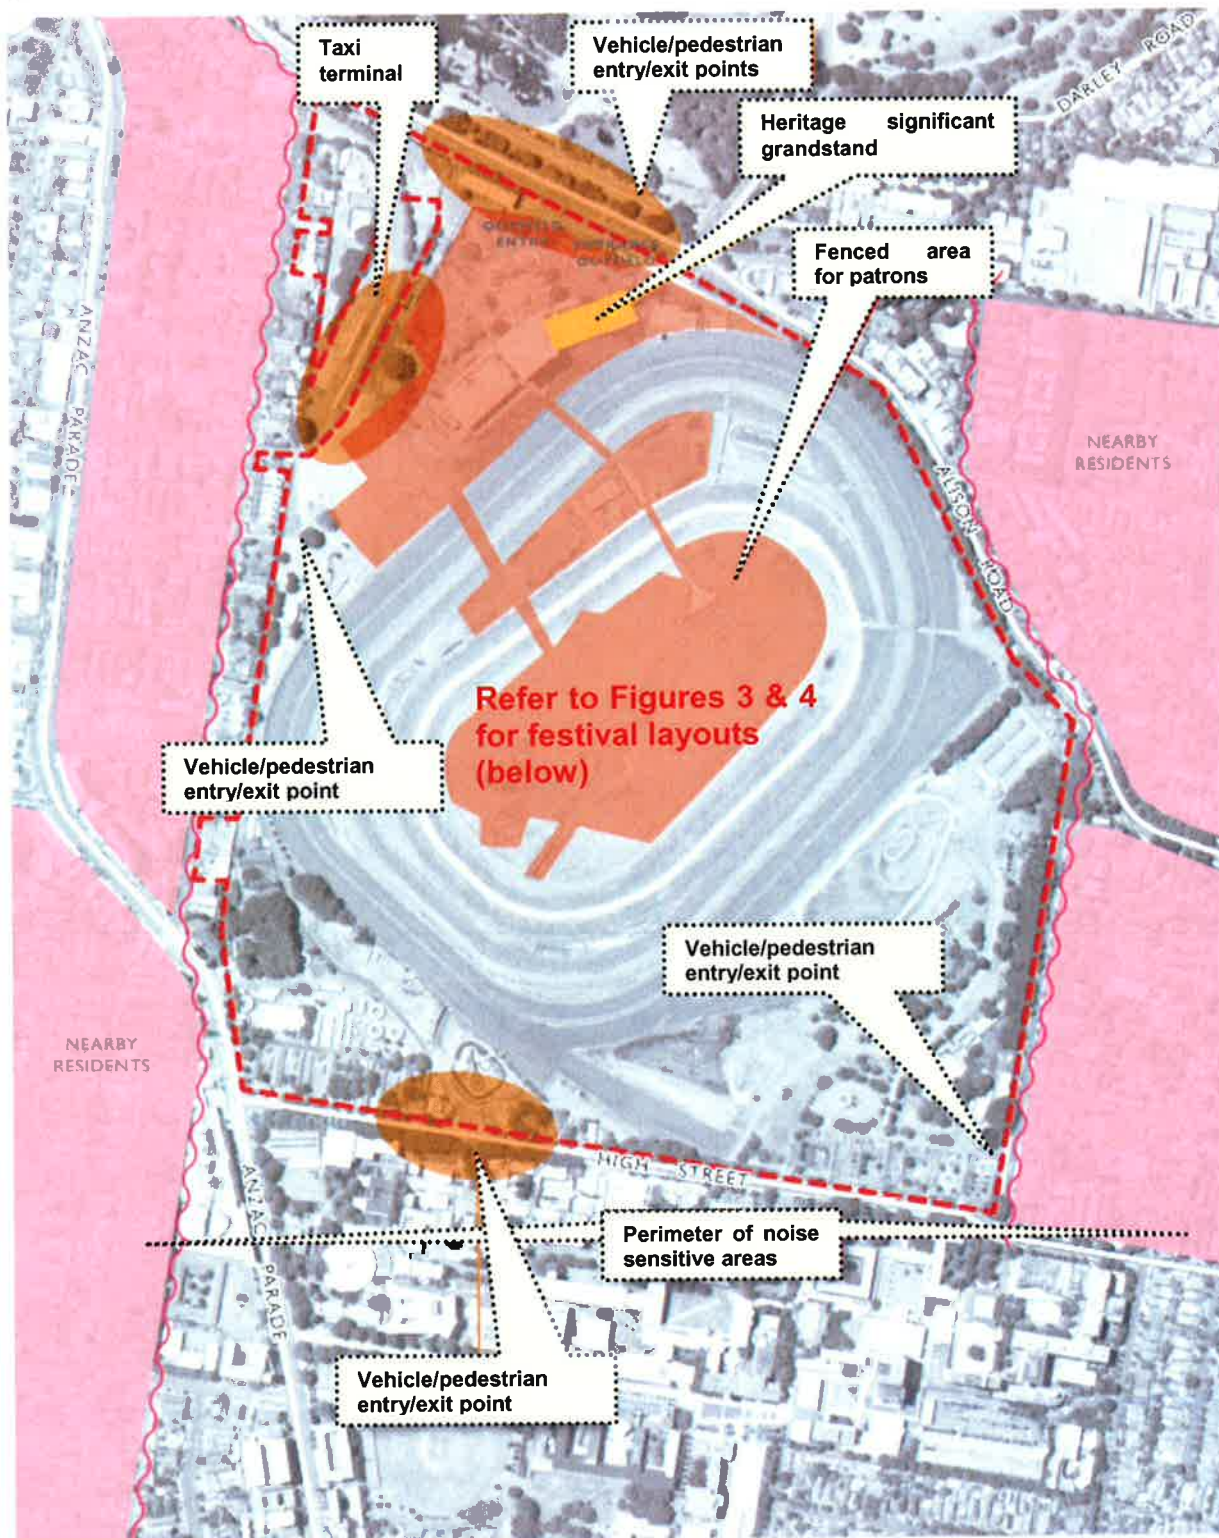 Taxi
terminal
Vehicle/pedestrian
entry/exit points
DARLEY ROAD
Heritage significant
grandstand
ENTRY
Fenced area
for patrons
ANZAC PARADE
NEARBY
RESIDENTS
ALISON ROAD
Refer to Figures 3 & 4
for festival layouts
(below)
Vehicle/pedestrian
entry/exit point
Vehicle/pedestrian
entry/exit point
NEARBY
RESIDENTS
HIGH STREET
ANZAC PARADE
Perimeter of noise
sensitive areas
Vehicle/pedestrian
entry/exit point